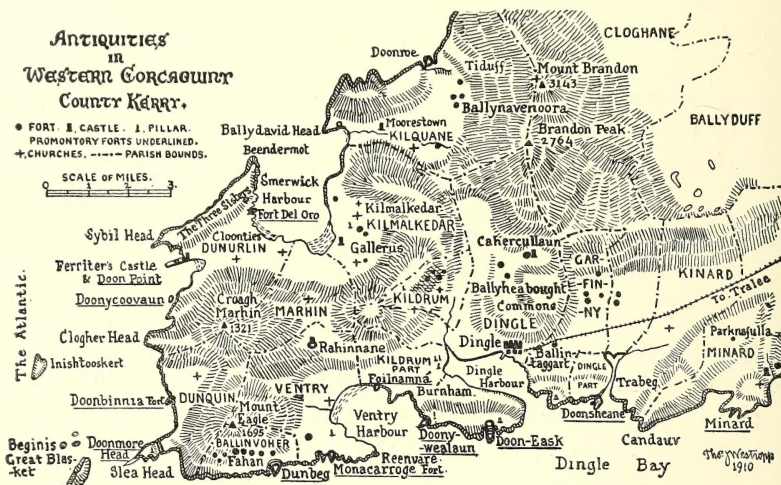 Antiquities
in
Western Corcaguiny
County Kerry.
● FORT. CASTLE. PILLAR.
PROMONTORY FORTS UNDERLINED.
+ CHURCHES. ---- PARISH BOUNDS.
SCALE OF MILES.
0 1 2 3
CLOGHANE
Doonroe
Tiduff
Mount Brandon
3143
Ballynavenoora
BALLYDUFF
Moorestown
KILQUANE
Brandon Peak
2764
Ballydavid Head
Beendermot
Smerwick
Harbour
Fort Del Oro
The Three Sisters
Sybil Head
Cloonties
DUNURLIN
Kilmalkedar
KILMALKEDAR
Gallerus
Cahercullaun
GAR-
FIN-
NY
KINARD
Ferriter's Castle
& Doon Point
Doonycoovaun
Croagh
Marhin
1321
MARHIN
KILDRUM
Ballyheabought
Commons
DINGLE
To Tralee
The Atlantic.
Clogher Head
Inishtooskert
Rahinnane
KILDRUM
PART
Dingle
Ballin-
taggart
DINGLE
PART
Trabeg
Parknafulla
MINARD
Foilnamna
Dingle
Harbour
Burnham.
Doonbinnia Fort
DUNQUIN
VENTRY
Mount
Eagle
1695
Ventry
Harbour
Doony-
wealaun
Doon-Eask
Doonsheane
Minard
Beginis
Great Blas-
ket
Doonmore
Head
Slea Head
BALLINVOHER
Fahan
Dunbeg
Reenvare
Monacarroge Fort.
Candaur
Dingle Bay
Tho. J. Westropp
1910